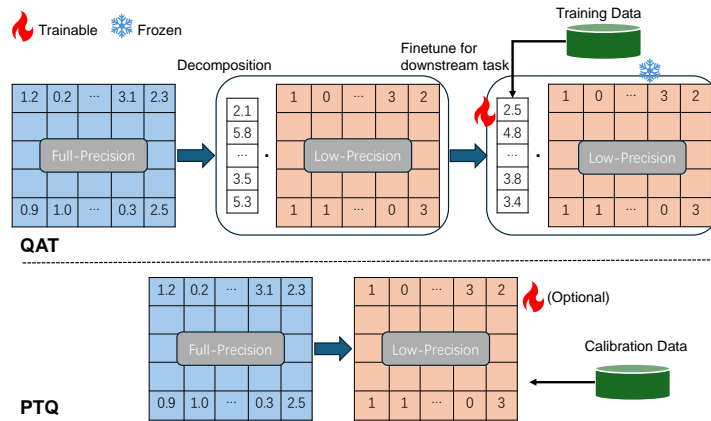 Trainable
Frozen
Training Data
Decomposition
Finetune for
downstream task
1.2 0.2 ... 3.1 2.3
Full-Precision
0.9 1.0 ... 0.3 2.5
2.1
5.8
...
3.5
5.3
.
1 0 ... 3 2
Low-Precision
1 1 ... 0 3
2.5
4.8
...
3.8
3.4
.
1 0 ... 3 2
Low-Precision
1 1 ... 0 3
QAT
1.2 0.2 ... 3.1 2.3
Full-Precision
0.9 1.0 ... 0.3 2.5
1 0 ... 3 2
Low-Precision
1 1 ... 0 3
(Optional)
Calibration Data
PTQ